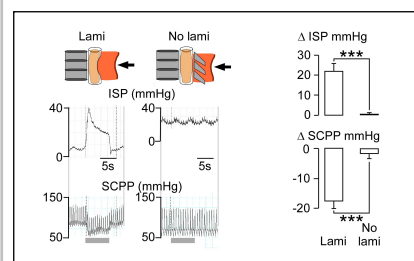 Lami No lami
ISP (mmHg)
40 40
0 0
5s 5s
SCPP (mmHg)
150 150
50 50
Δ ISP mmHg
30
20
10
0
***
Δ SCPP mmHg
0
-10
-20
***
Lami No lami